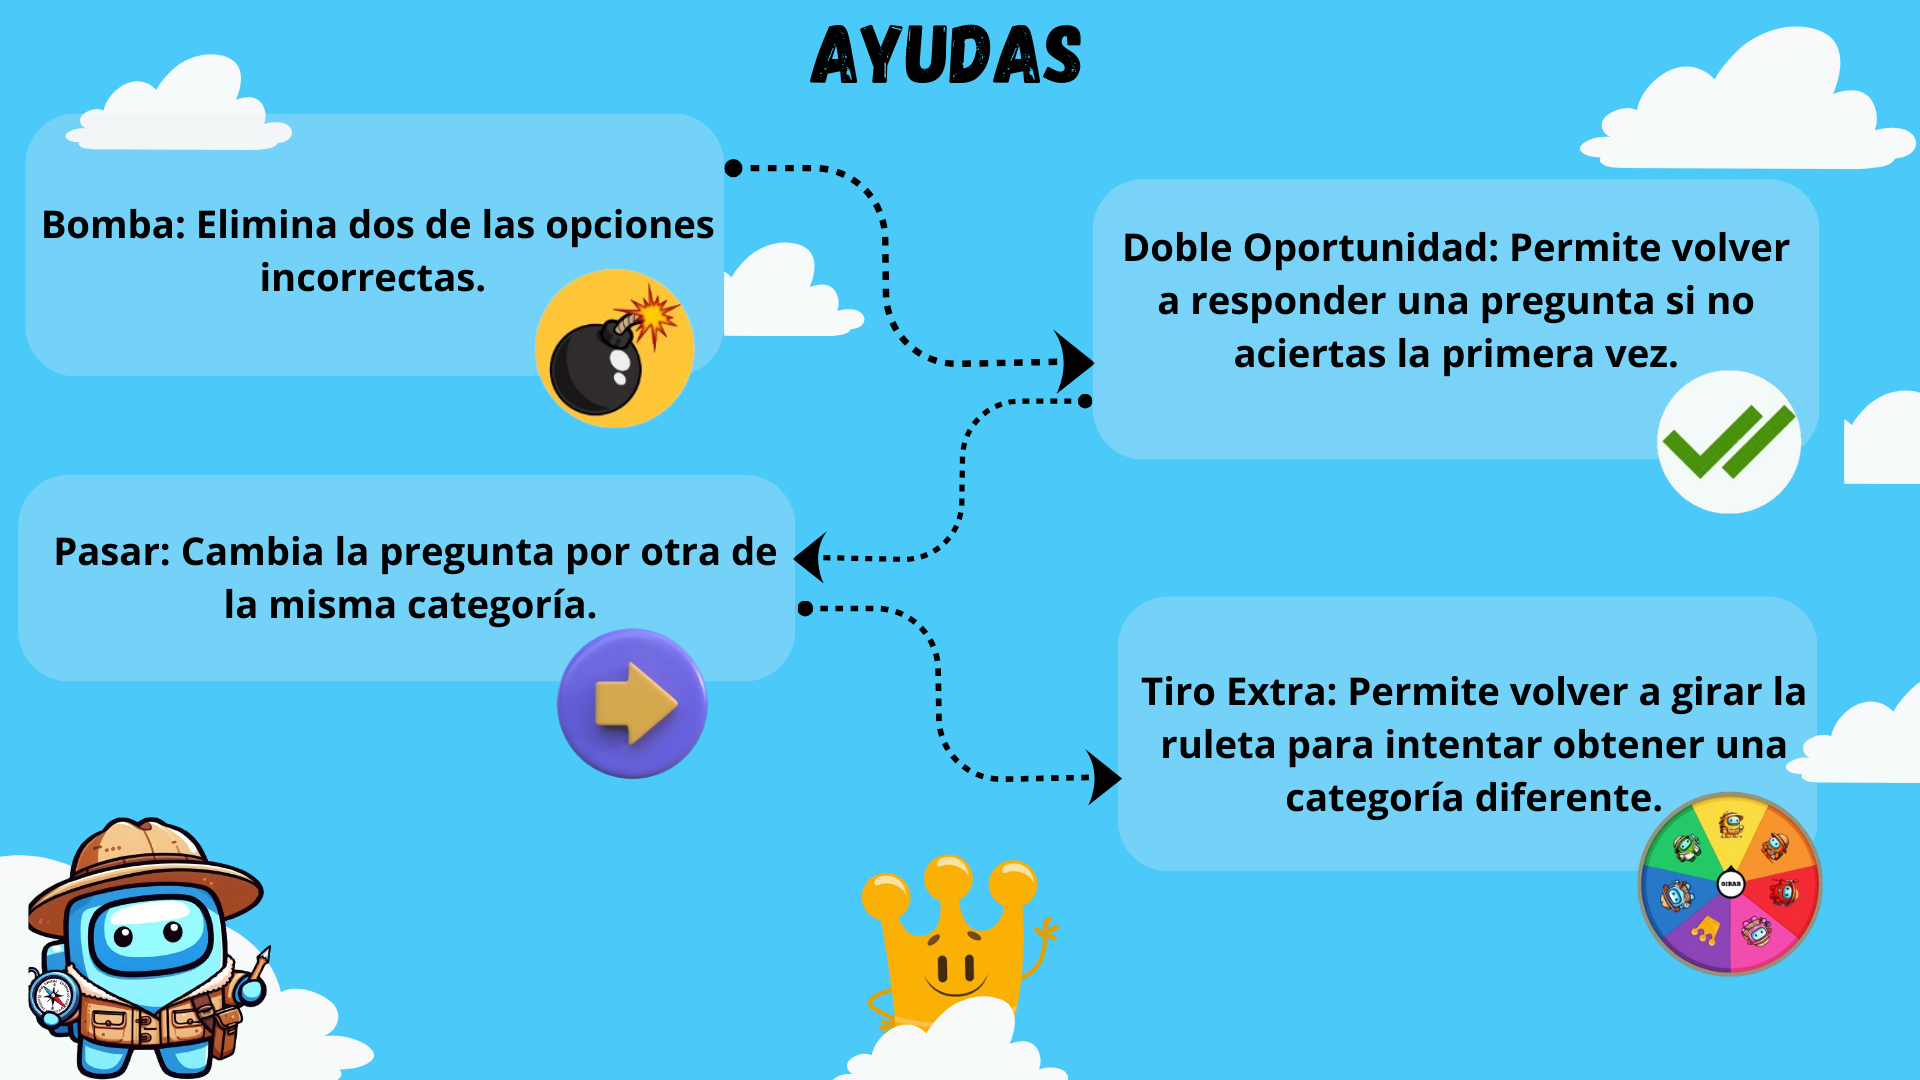 AYUDAS
Bomba: Elimina dos de las opciones
incorrectas.
Doble Oportunidad: Permite volver
a responder una pregunta si no
aciertas la primera vez.
Pasar: Cambia la pregunta por otra de
la misma categoría.
Tiro Extra: Permite volver a girar la
ruleta para intentar obtener una
categoría diferente.
GIRAR